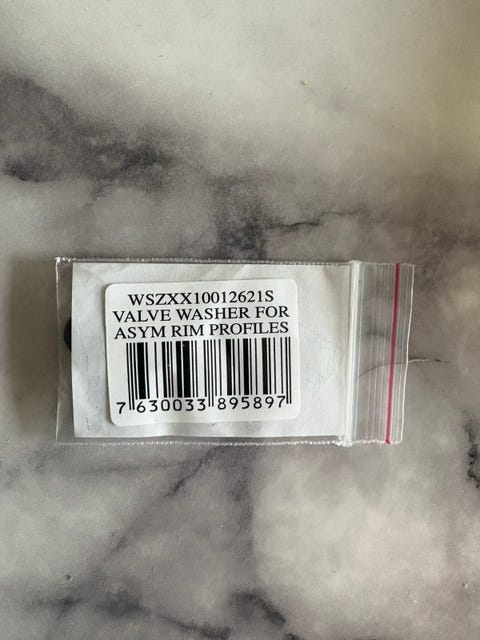 WSZXX10012621S
VALVE WASHER FOR
ASYM RIM PROFILES
7 630033 895897